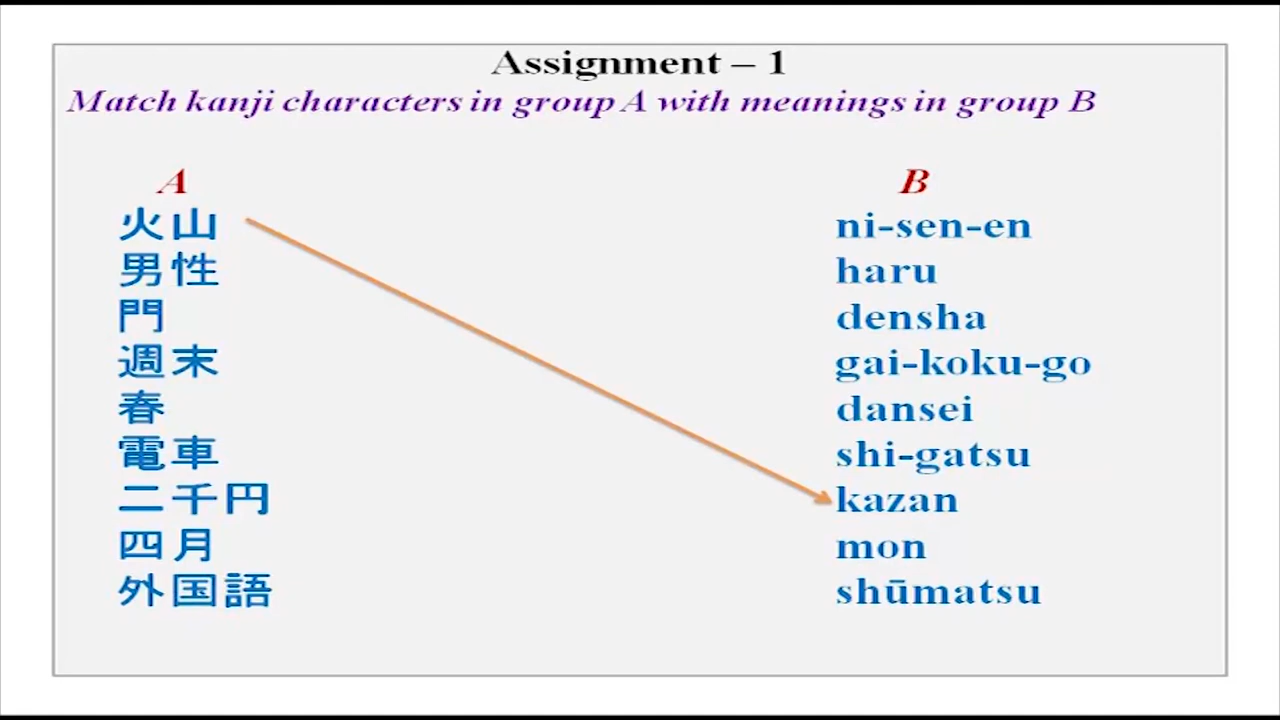 Assignment – 1
Match kanji characters in group A with meanings in group B
A B
火山 ni-sen-en
男性 haru
門 densha
週末 gai-koku-go
春 dansei
電車 shi-gatsu
二千円 kazan
四月 mon
外国語 shūmatsu